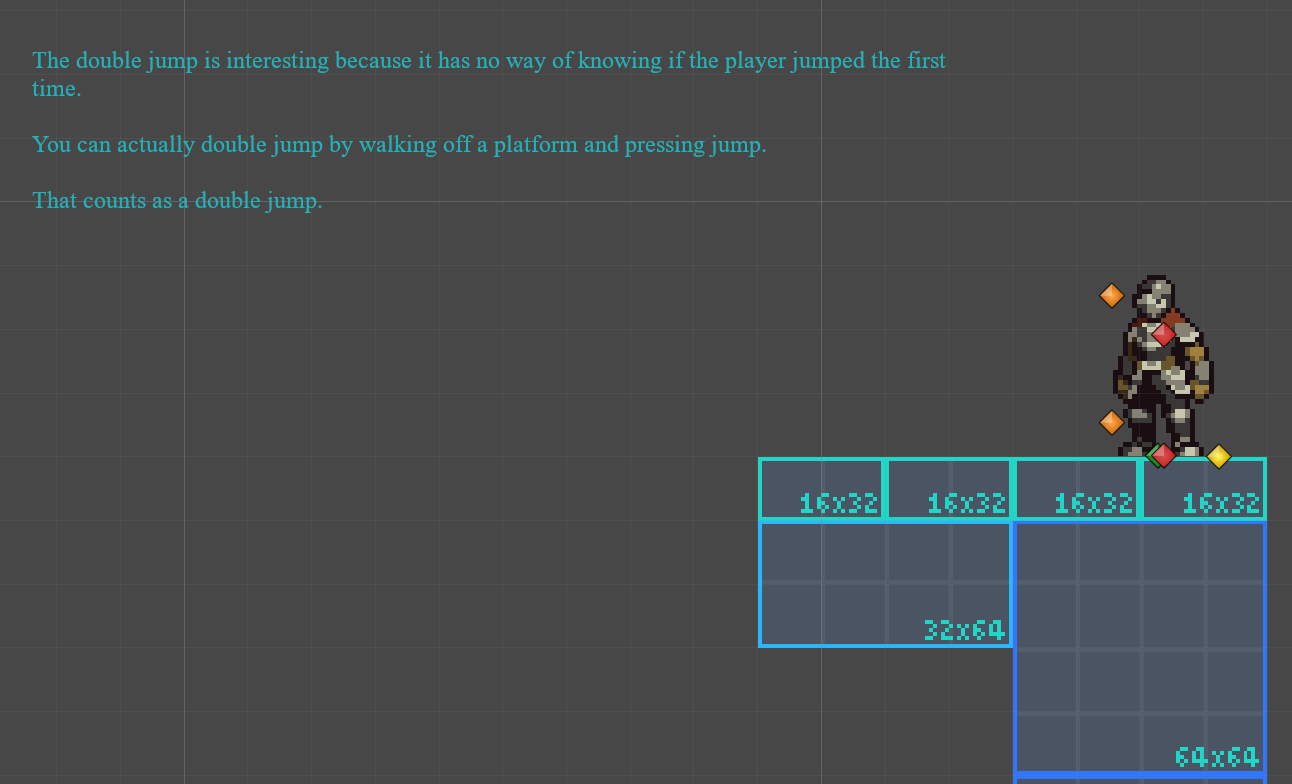 The double jump is interesting because it has no way of knowing if the player jumped the first
time.
You can actually double jump by walking off a platform and pressing jump.
That counts as a double jump.
16x32 16x32 16x32 16x32
32x64
64x64